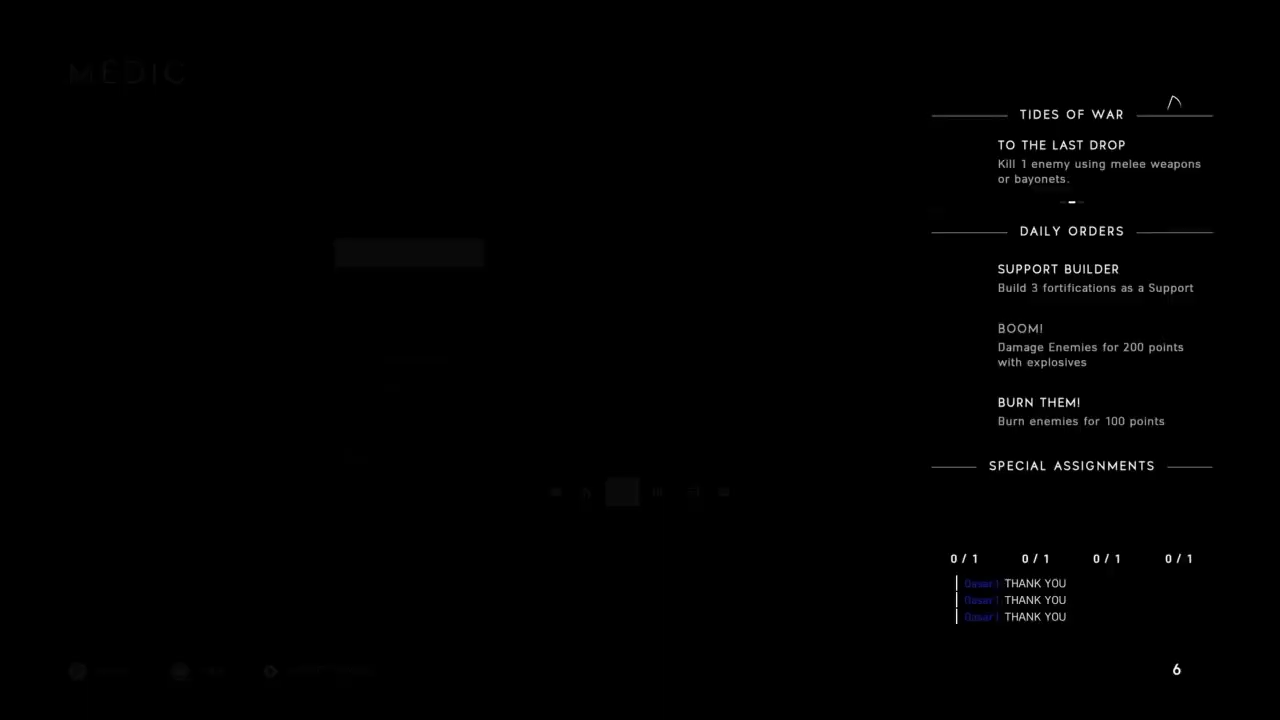 MEDIC
TIDES OF WAR
TO THE LAST DROP
Kill 1 enemy using melee weapons
or bayonets.
DAILY ORDERS
SUPPORT BUILDER
Build 3 fortifications as a Support
BOOM!
Damage Enemies for 200 points
with explosives
BURN THEM!
Burn enemies for 100 points
SPECIAL ASSIGNMENTS
0 / 1 0 / 1 0 / 1 0 / 1
THANK YOU
THANK YOU
THANK YOU
6